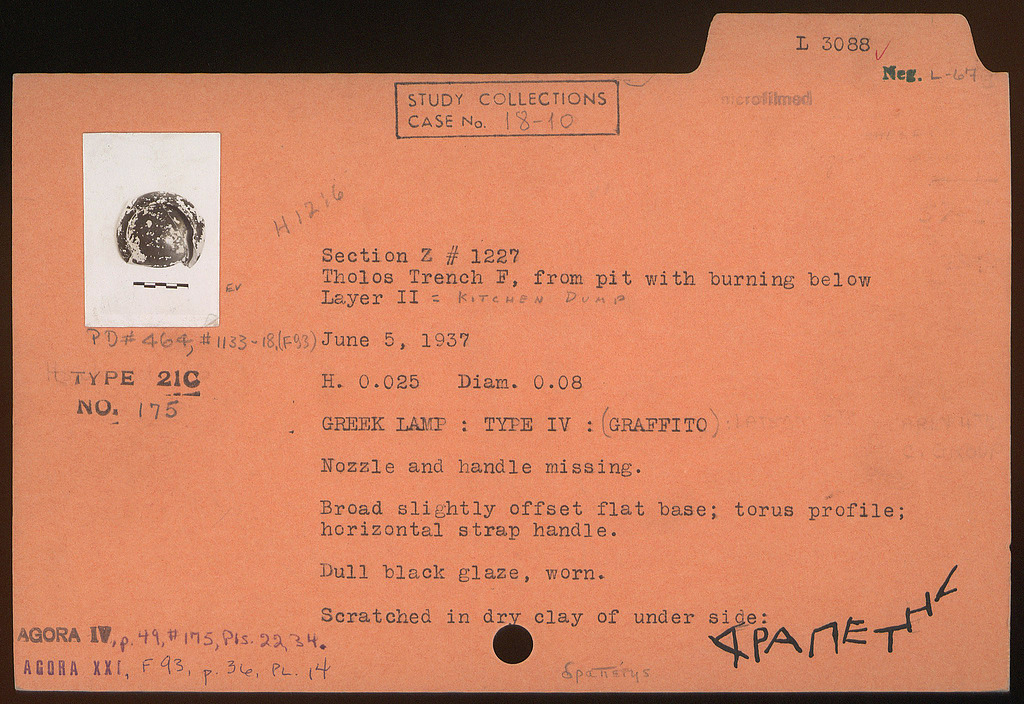 L 3088
Neg. L-67
microfilmed
STUDY COLLECTIONS
CASE No. 18-10
H 1216
Section Z # 1227
Tholos Trench F, from pit with burning below
Layer II = KITCHEN DUMP
EV
PD# 464, #1133-18, (F93)
June 5, 1937
TYPE 21C
NO. 175
H. 0.025 Diam. 0.08
GREEK LAMP : TYPE IV : (GRAFFITO)
Nozzle and handle missing.
Broad slightly offset flat base; torus profile;
horizontal strap handle.
Dull black glaze, worn.
Scratched in dry clay of under side:
ΔΡΑΠΕΤΗΣ
δραπέτης
AGORA IV, p. 49, #175, Pls. 22, 34.
AGORA XXI, F 93, p. 36, PL. 14